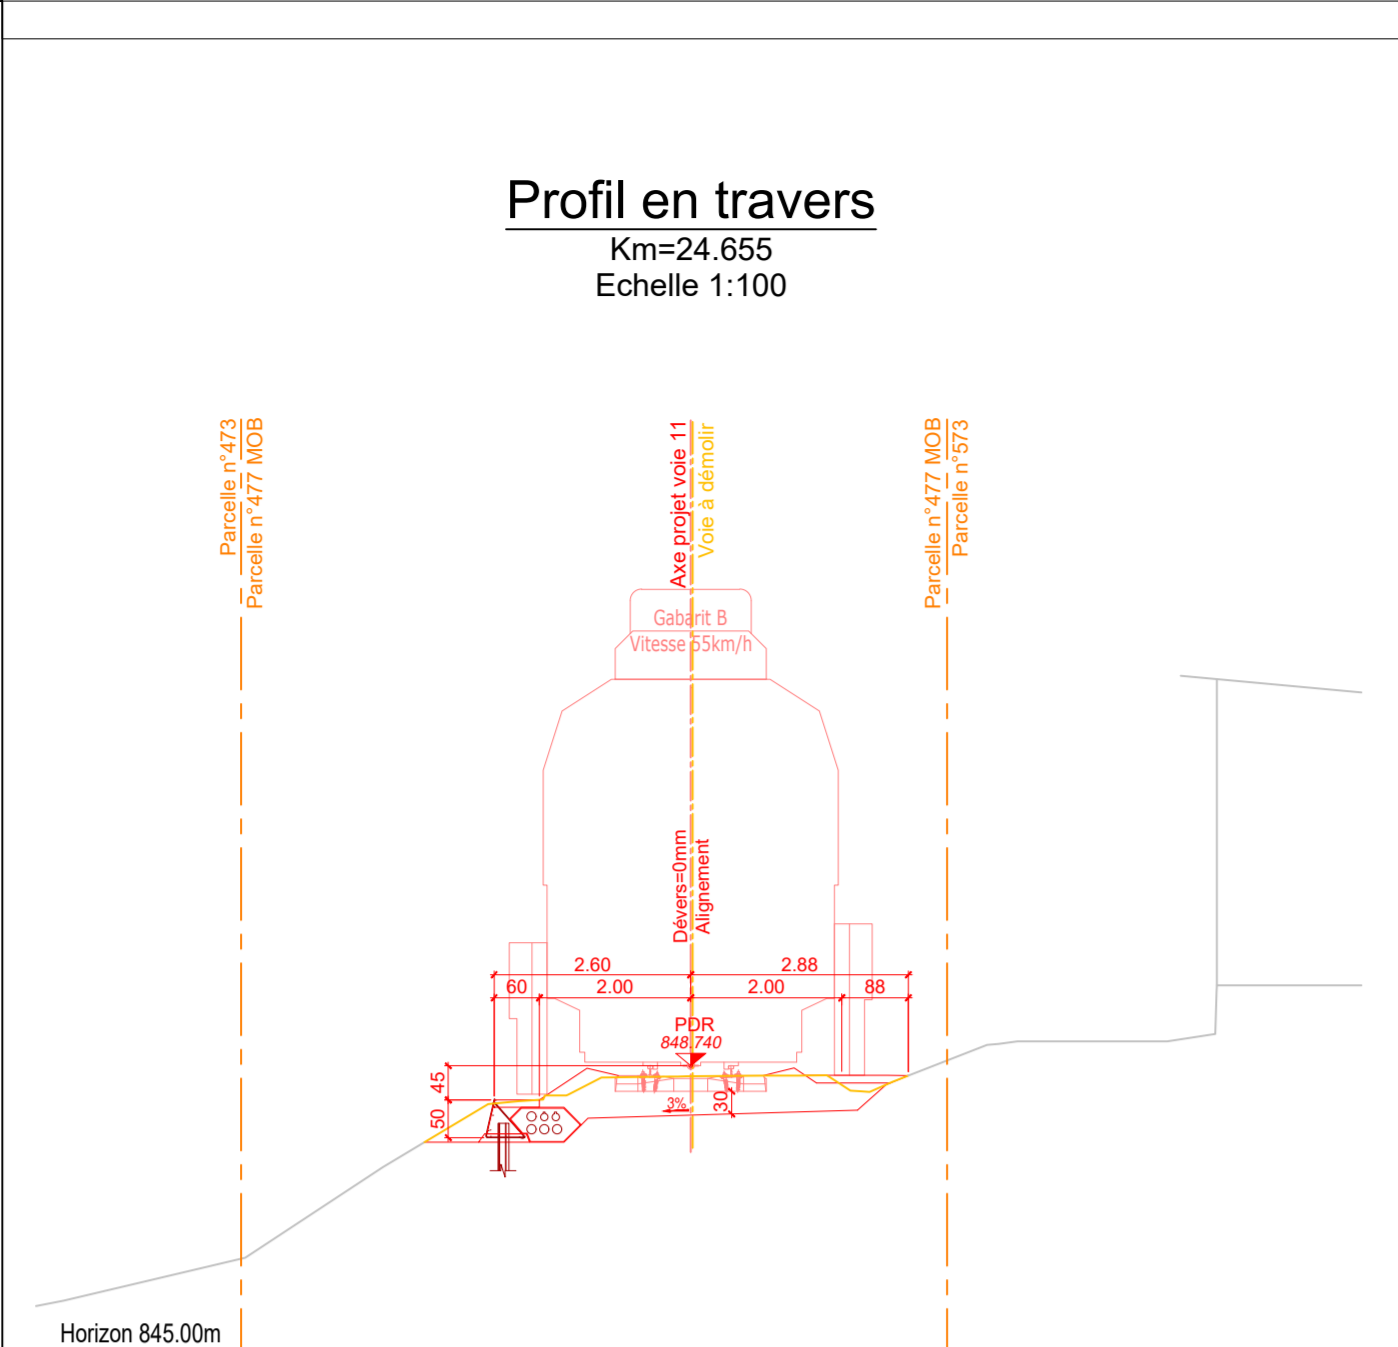 Profil en travers
Km=24.655
Echelle 1:100
Parcelle n°473
Parcelle n°477 MOB
Axe projet voie 11
Voie à démolir
Parcelle n°477 MOB
Parcelle n°573
Gabarit B
Vitesse 55km/h
Dévers=0mm
Alignement
2.60
2.88
60
2.00
2.00
88
PDR
848.740
45
50
3%
30
Horizon 845.00m